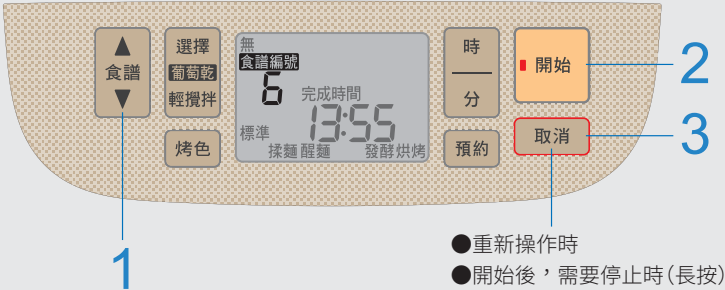 ▲
食譜
▼
選擇
葡萄乾
輕攪拌
烤色
無
食譜編號
6
完成時間
13:55
標準
揉麵 醒麵 發酵 烘烤
時
分
預約
開始
取消
1
2
3
●重新操作時
●開始後,需要停止時(長按)